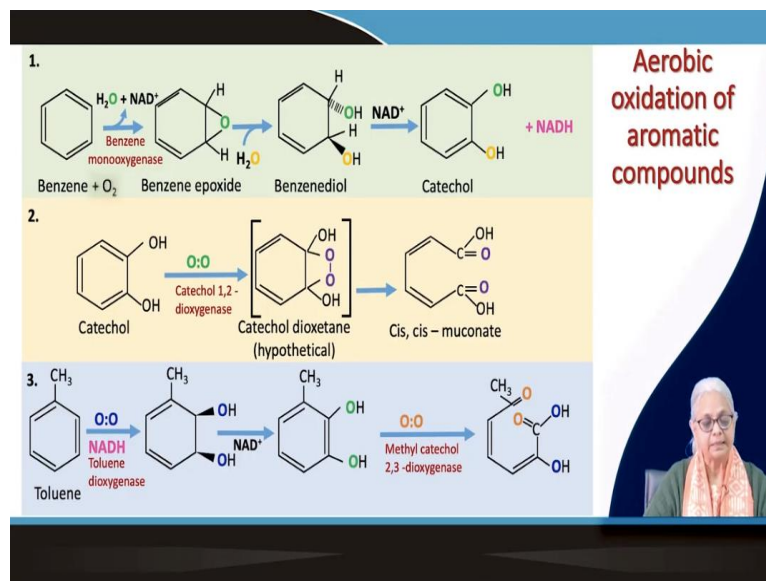 Aerobic
oxidation of
aromatic
compounds
1.
H₂O + NAD⁺
Benzene
monooxygenase
H
O
H
H₂O
H
OH
H
OH
NAD⁺
OH
OH
+ NADH
Benzene + O₂
Benzene epoxide
Benzenediol
Catechol
2.
OH
OH
O:O
Catechol 1,2 -
dioxygenase
OH
O
O
OH
OH
C=O
C=O
OH
Catechol
Catechol dioxetane
(hypothetical)
Cis, cis – muconate
3.
CH₃
O:O
NADH
Toluene
dioxygenase
CH₃
OH
OH
NAD⁺
CH₃
OH
OH
O:O
Methyl catechol
2,3 -dioxygenase
CH₃
O
O
C
OH
OH
Toluene